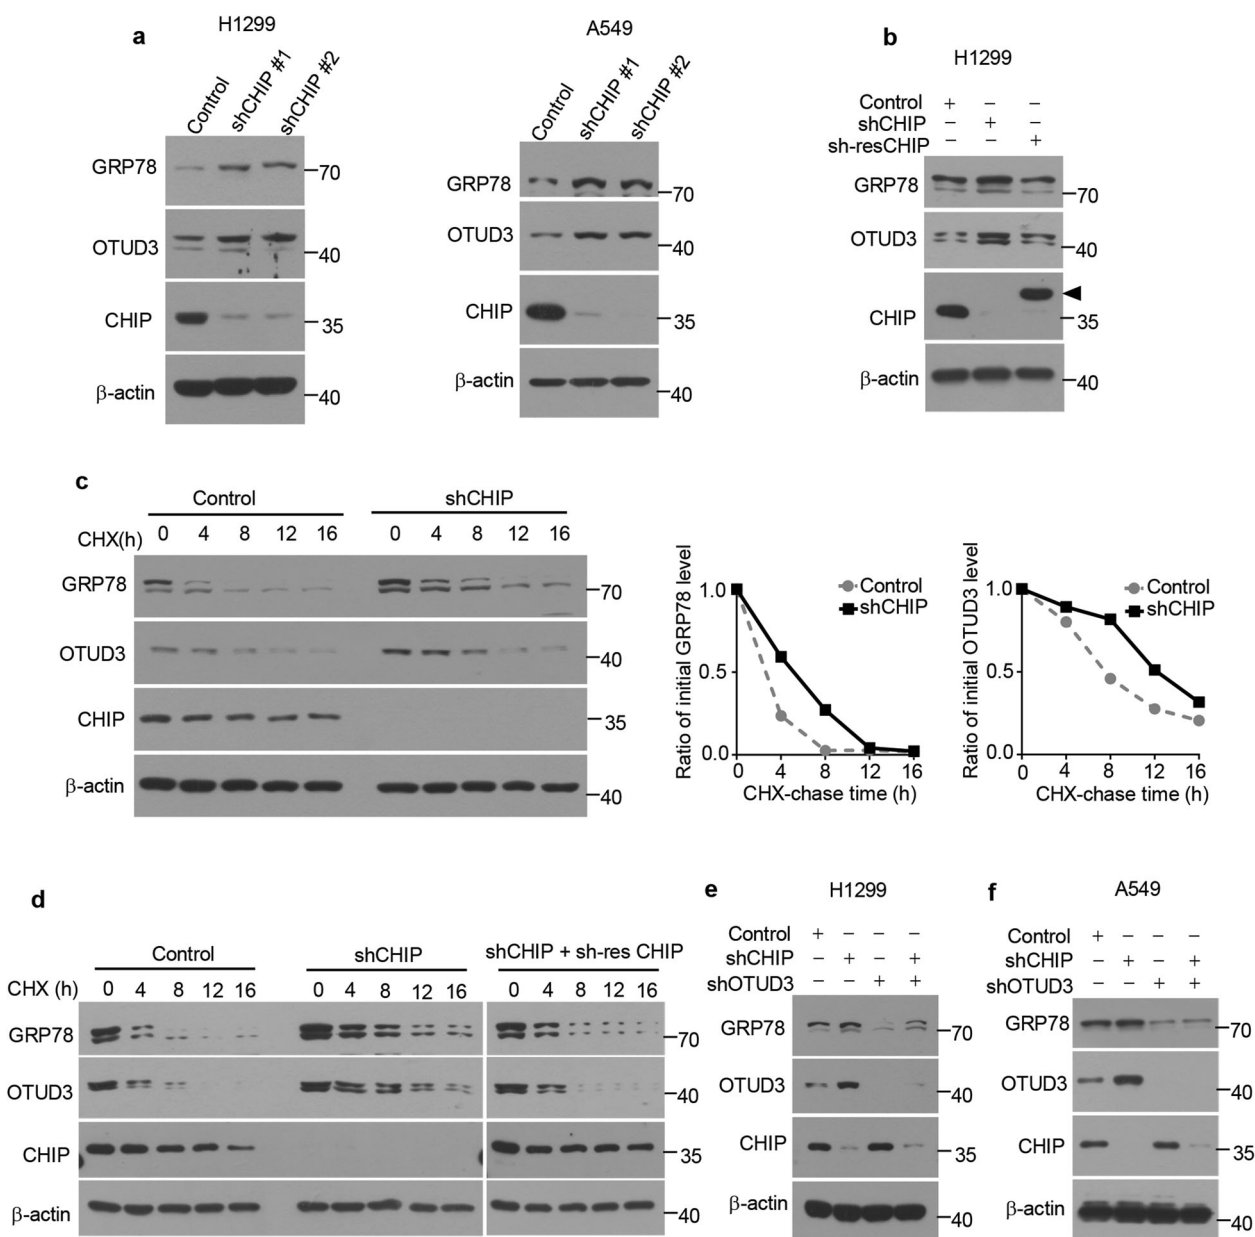 a
H1299
Control
shCHIP #1
shCHIP #2
GRP78
70
OTUD3
40
CHIP
35
β-actin
40
A549
Control
shCHIP #1
shCHIP #2
GRP78
70
OTUD3
40
CHIP
35
β-actin
40
b
H1299
Control + − −
shCHIP − + −
sh-resCHIP − − +
GRP78
70
OTUD3
40
CHIP
35
β-actin
40
c
Control
shCHIP
CHX(h) 0 4 8 12 16 0 4 8 12 16
GRP78
70
OTUD3
40
CHIP
35
β-actin
40
Ratio of initial GRP78 level
1.0
0.5
0.0
Control
shCHIP
0 4 8 12 16
CHX-chase time (h)
Ratio of initial OTUD3 level
1.0
0.5
0.0
Control
shCHIP
0 4 8 12 16
CHX-chase time (h)
d
Control
shCHIP
shCHIP + sh-res CHIP
CHX (h) 0 4 8 12 16 0 4 8 12 16 0 4 8 12 16
GRP78
70
OTUD3
40
CHIP
35
β-actin
40
e
H1299
Control + − − −
shCHIP − + − +
shOTUD3 − − + +
GRP78
70
OTUD3
40
CHIP
35
β-actin
40
f
A549
Control + − − −
shCHIP − + − +
shOTUD3 − − + +
GRP78
70
OTUD3
40
CHIP
35
β-actin
40